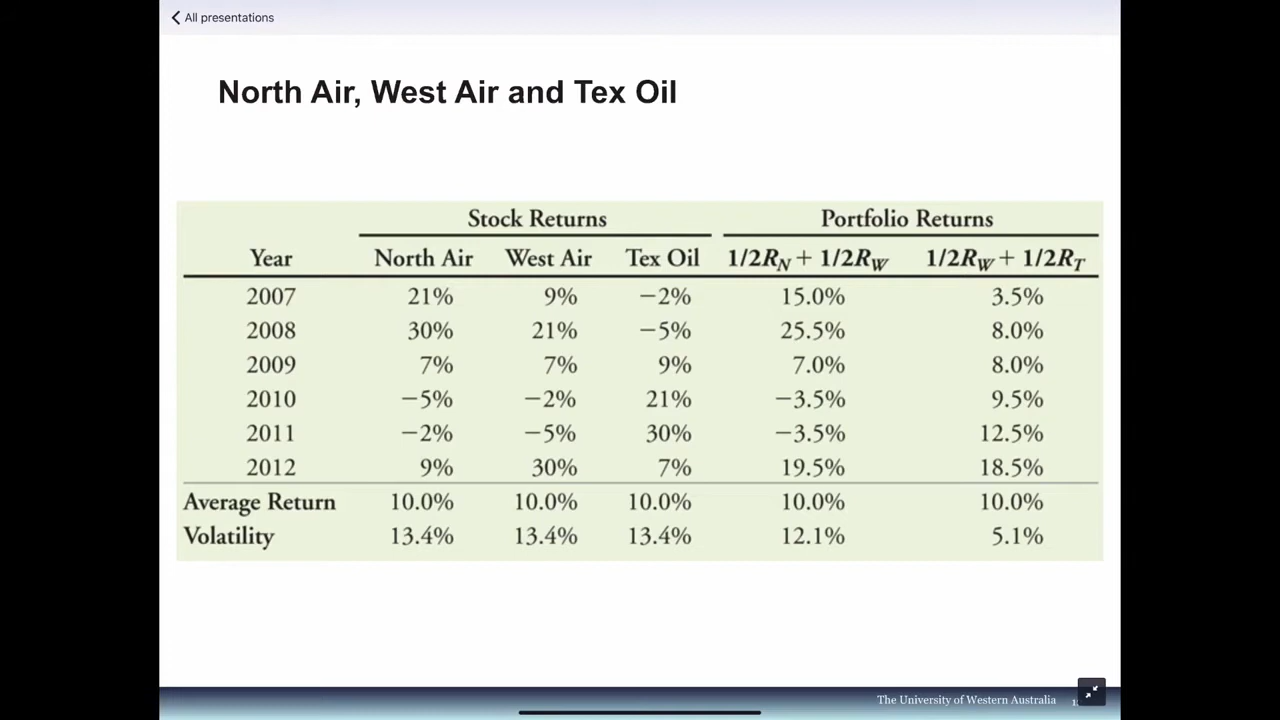 All presentations
North Air, West Air and Tex Oil
Stock Returns Portfolio Returns
Year North Air West Air Tex Oil 1/2RN + 1/2RW 1/2RW + 1/2RT
2007 21% 9% −2% 15.0% 3.5%
2008 30% 21% −5% 25.5% 8.0%
2009 7% 7% 9% 7.0% 8.0%
2010 −5% −2% 21% −3.5% 9.5%
2011 −2% −5% 30% −3.5% 12.5%
2012 9% 30% 7% 19.5% 18.5%
Average Return 10.0% 10.0% 10.0% 10.0% 10.0%
Volatility 13.4% 13.4% 13.4% 12.1% 5.1%
The University of Western Australia